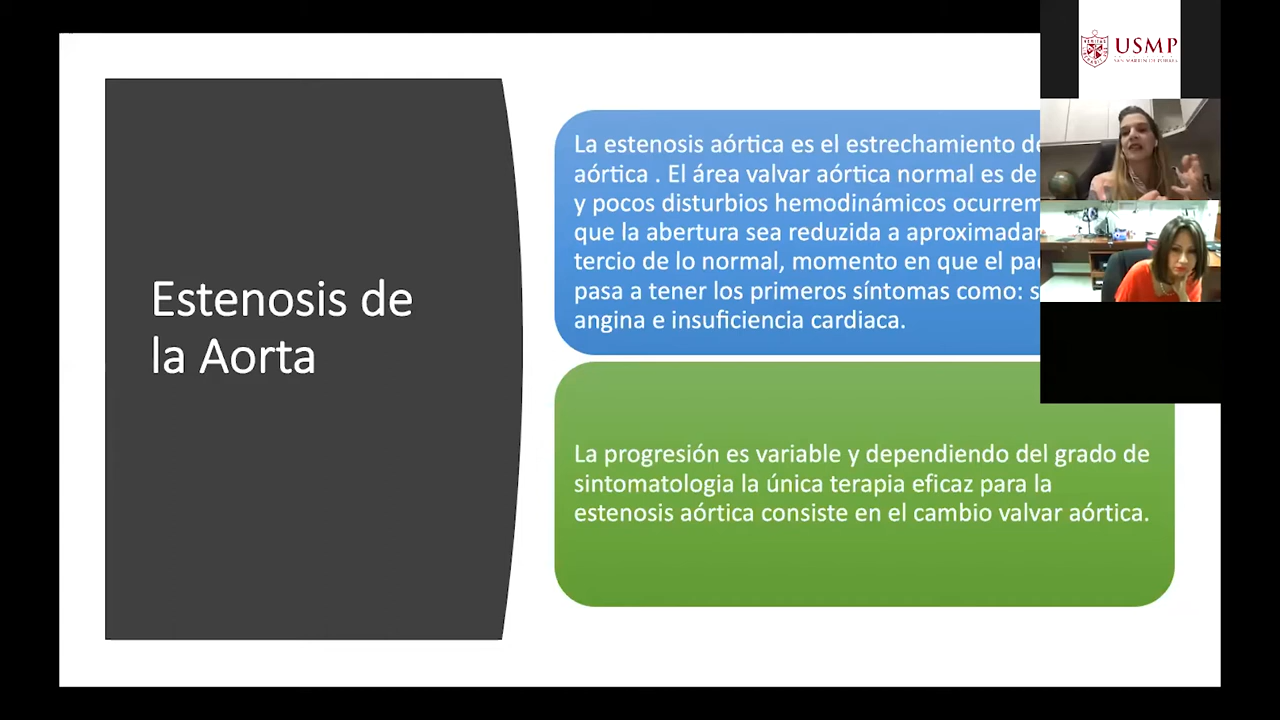 USMP
SAN MARTIN DE PORRES
Estenosis de
la Aorta
La estenosis aórtica es el estrechamiento
aórtica . El área valvar aórtica normal es de
y pocos disturbios hemodinámicos ocurrem
que la abertura sea reduzida a
tercio de lo normal, momento en que el
pasa a tener los primeros síntomas como:
angina e insuficiencia cardiaca.
La progresión es variable y dependiendo del grado de
sintomatologia la única terapia eficaz para la
estenosis aórtica consiste en el cambio valvar aórtica.